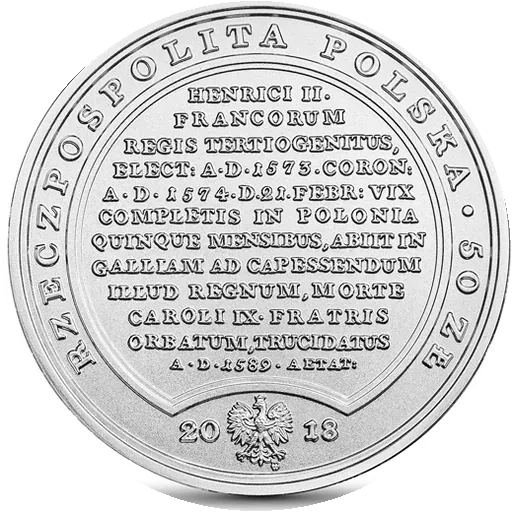 RZECZPOSPOLITA POLSKA · 50 ZŁ
HENRICI II.
FRANCORUM
REGIS TERTIOGENITUS,
ELECT: A·D·1573. CORON:
A·D·1574·D.21.FEBR: VIX
COMPLETIS IN POLONIA
QUINQUE MENSIBUS, ABIIT IN
GALLIAM AD CAPESSENDUM
ILLUD REGNUM, MORTE
CAROLI IX· FRATRIS
ORBATUM, TRUCIDATUS
A·D·1589· AETAT:
20 18